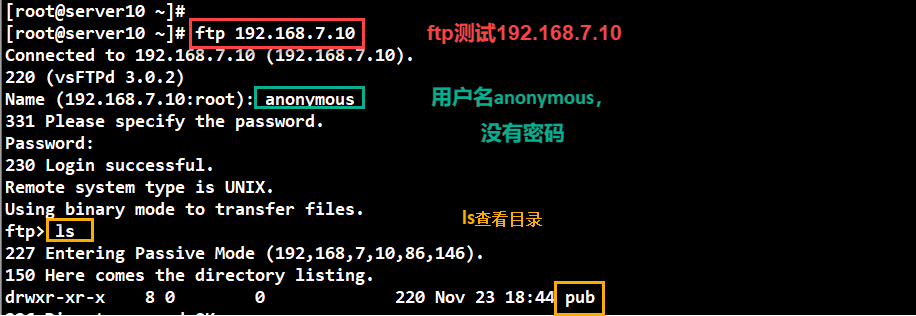 [root@server10 ~]#
[root@server10 ~]# ftp 192.168.7.10 ftp测试192.168.7.10
Connected to 192.168.7.10 (192.168.7.10).
220 (vsFTPd 3.0.2)
Name (192.168.7.10:root): anonymous 用户名anonymous，
331 Please specify the password.
没有密码
Password:
230 Login successful.
Remote system type is UNIX.
Using binary mode to transfer files.
ls查看目录
ftp> ls
227 Entering Passive Mode (192,168,7,10,86,146).
150 Here comes the directory listing.
drwxr-xr-x 8 0 0 220 Nov 23 18:44 pub